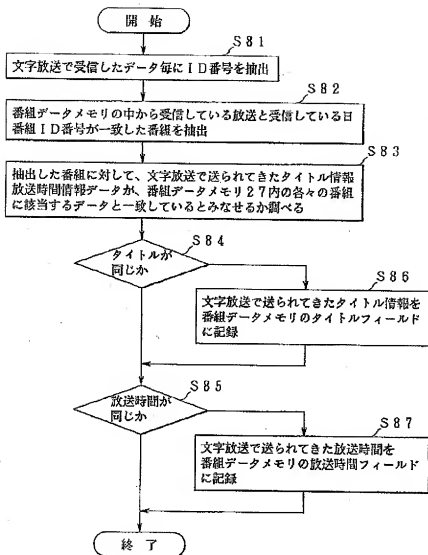 開始
S81
文字放送で受信したデータ毎にID番号を抽出
S82
番組データメモリの中から受信している放送と受信している日
番組ID番号が一致した番組を抽出
S83
抽出した番組に対して、文字放送で送られてきたタイトル情報
放送時間情報データが、番組データメモリ27内の各々の番組
に該当するデータと一致しているとみなせるか調べる
S84
タイトルが
同じか
S86
文字放送で送られてきたタイトル情報を
番組データメモリのタイトルフィールド
に記録
S85
放送時間が
同じか
S87
文字放送で送られてきた放送時間を
番組データメモリの放送時間フィールド
に記録
終了